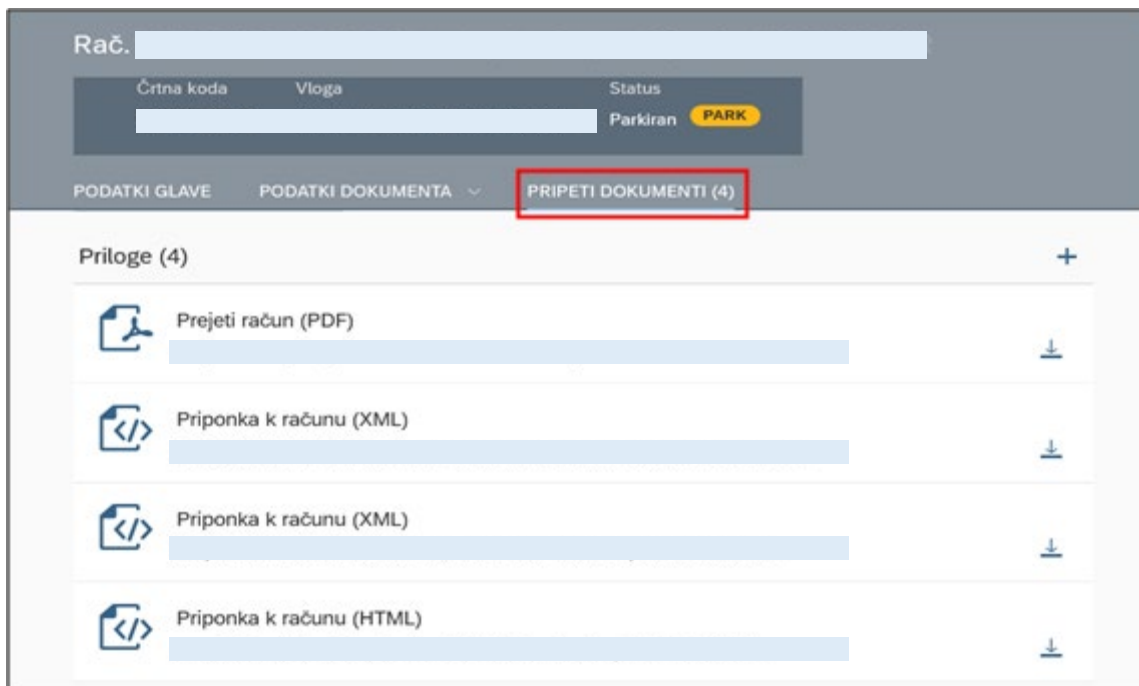 Rač.
Črtna koda Vloga Status
Parkiran PARK
PODATKI GLAVE PODATKI DOKUMENTA PRIPETI DOKUMENTI (4)
Priloge (4)
Prejeti račun (PDF)
Priponka k računu (XML)
Priponka k računu (XML)
Priponka k računu (HTML)